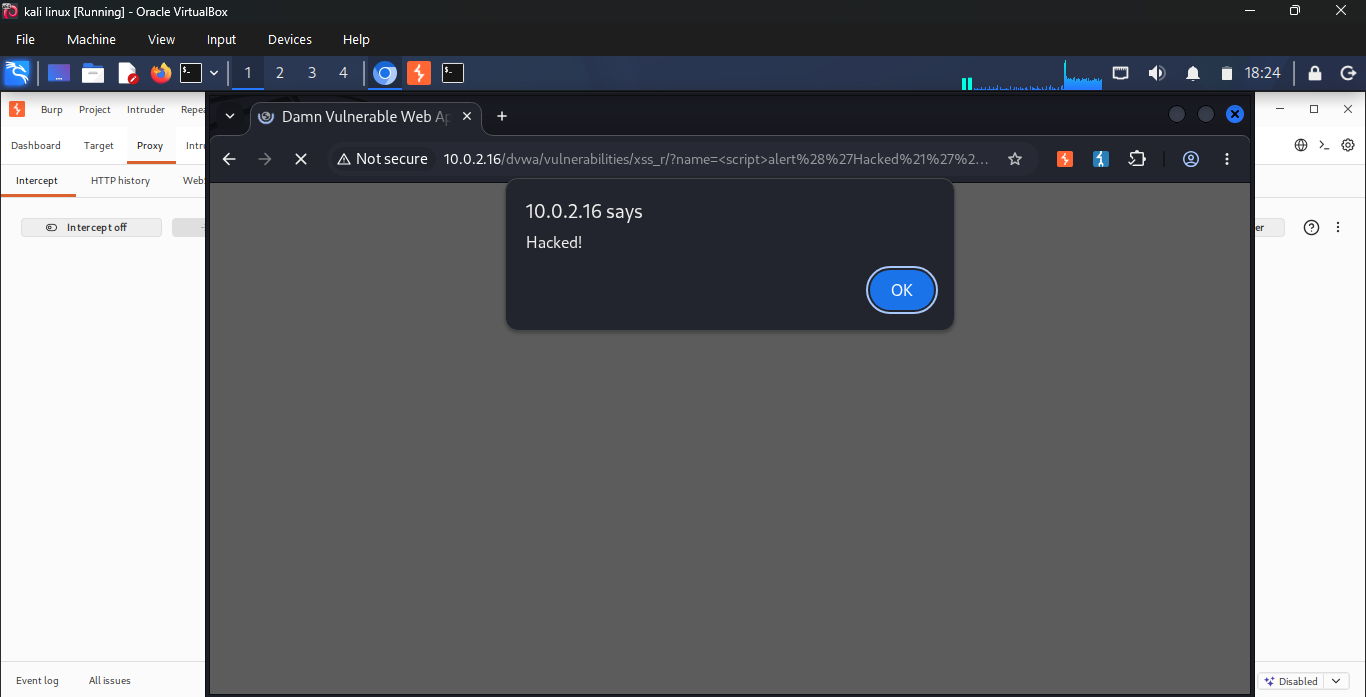 kali linux [Running] - Oracle VirtualBox
File Machine View Input Devices Help
1 2 3 4 18:24
Burp Project Intruder
Damn Vulnerable Web
Dashboard Target Proxy
Not secure 10.0.2.16/dvwa/vulnerabilities/xss_r/?name=<script>alert%28%27Hacked%21%27%2...
Intercept HTTP history
10.0.2.16 says
Intercept off
Hacked!
OK
Event log All issues Disabled